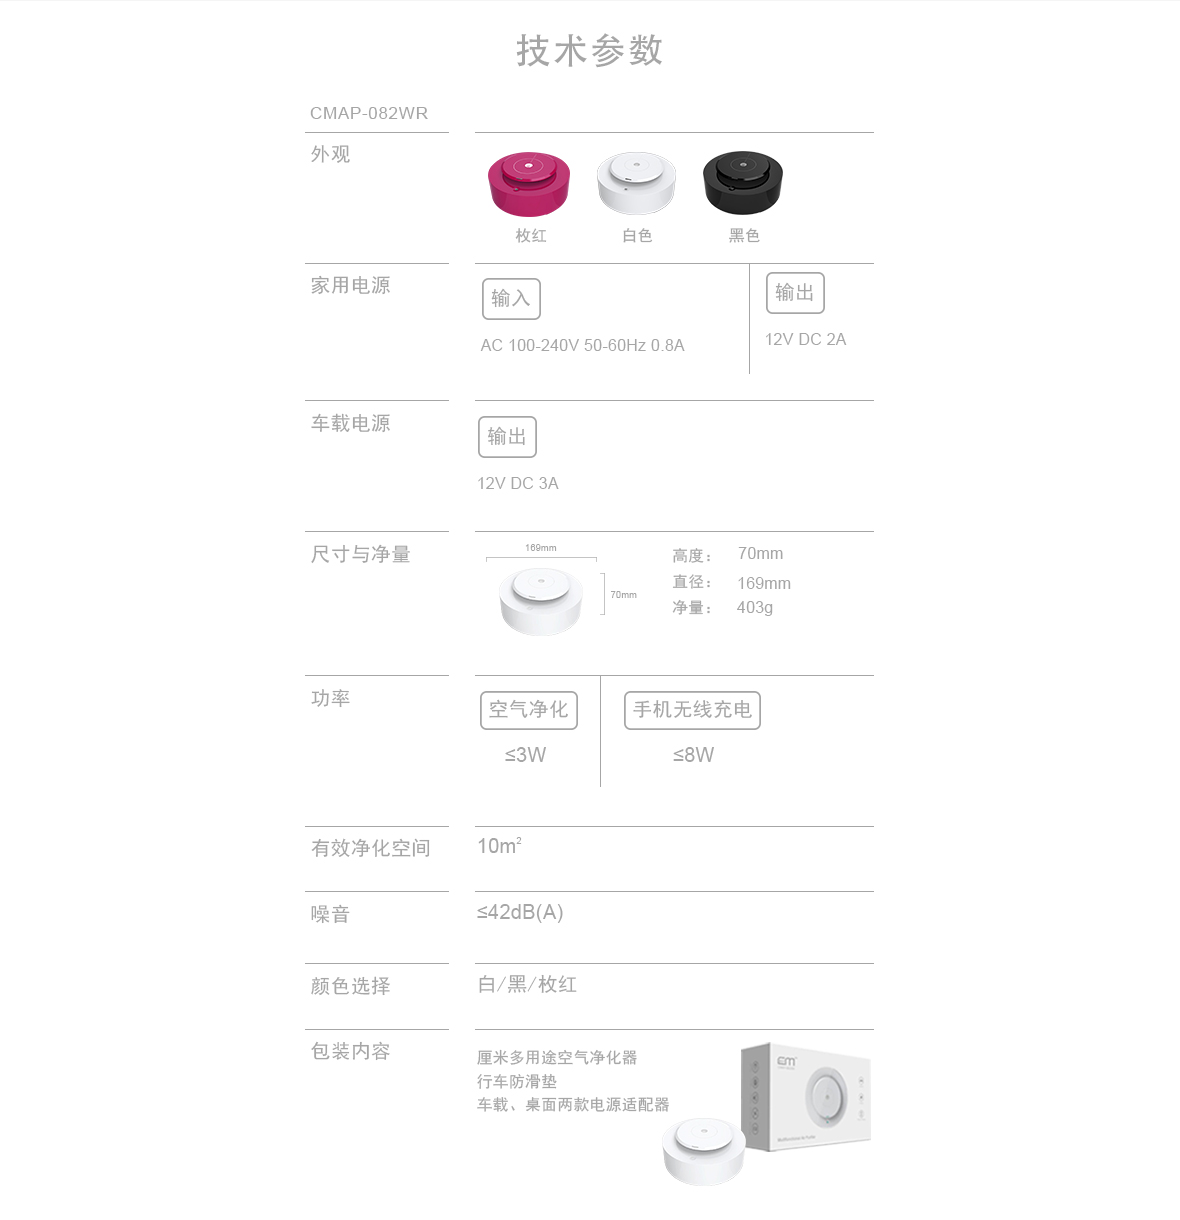 技术参数
CMAP-082WR
外观
枚红 白色 黑色
家用电源
输入
AC 100-240V 50-60Hz 0.8A
输出
12V DC 2A
车载电源
输出
12V DC 3A
尺寸与净量
169mm
70mm
高度： 70mm
直径： 169mm
净量： 403g
功率
空气净化
≤3W
手机无线充电
≤8W
有效净化空间
10m²
噪音
≤42dB(A)
颜色选择
白/黑/枚红
包装内容
厘米多用途空气净化器
行车防滑垫
车载、桌面两款电源适配器